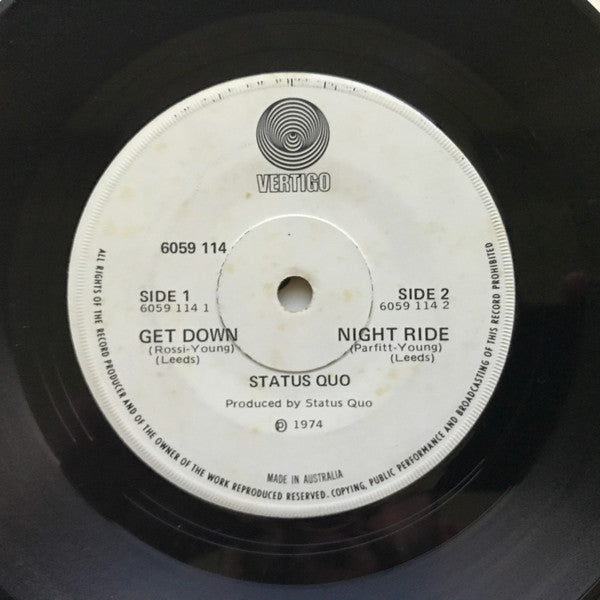 VERTIGO
6059 114
SIDE 1
6059 114 1
GET DOWN
(Rossi-Young)
(Leeds)
SIDE 2
6059 114 2
NIGHT RIDE
(Parfitt-Young)
(Leeds)
STATUS QUO
Produced by Status Quo
℗ 1974
MADE IN AUSTRALIA
ALL RIGHTS OF THE RECORD PRODUCER AND OF THE OWNER OF THE WORK REPRODUCED RESERVED. COPYING, PUBLIC PERFORMANCE AND BROADCASTING OF THIS RECORD PROHIBITED